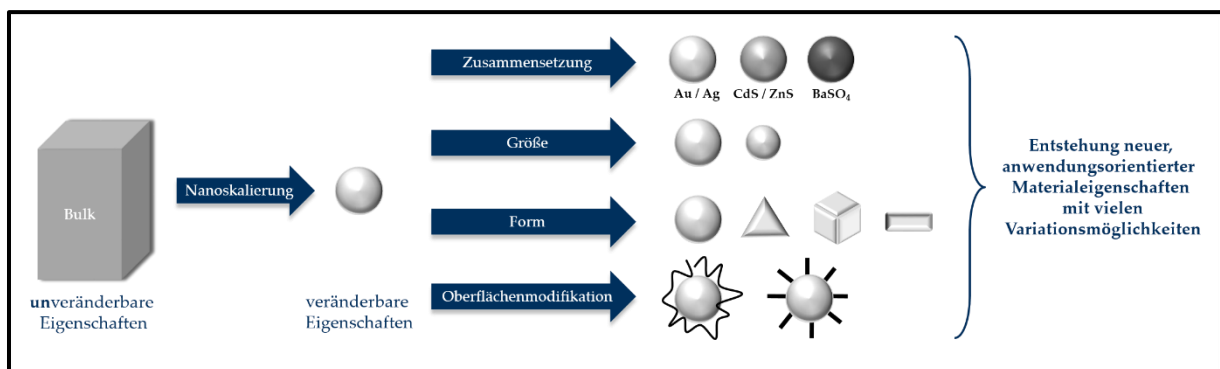 Bulk
unveränderbare
Eigenschaften
Nanoskalierung
veränderbare
Eigenschaften
Zusammensetzung
Au / Ag
CdS / ZnS
BaSO₄
Größe
Form
Oberflächenmodifikation
Entstehung neuer,
anwendungsorientierter
Materialeigenschaften
mit vielen
Variationsmöglichkeiten